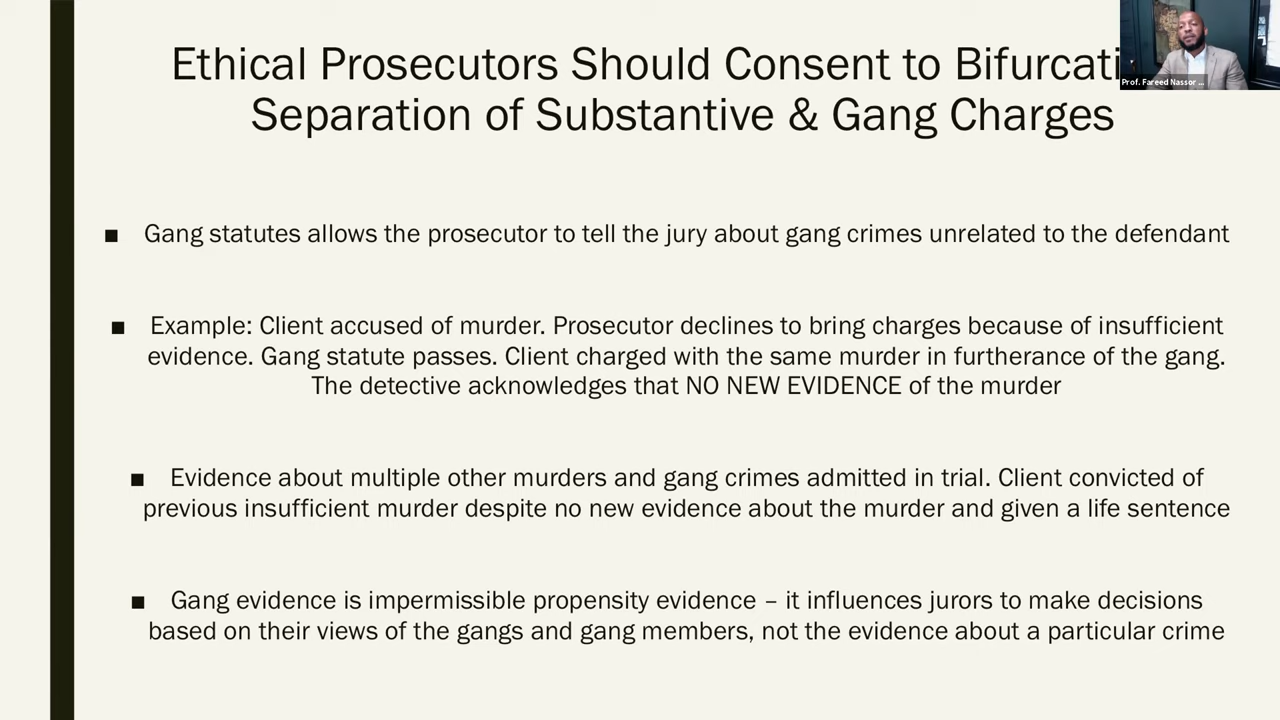 Ethical Prosecutors Should Consent to
Separation of Substantive & Gang Charges
Prof. Fareed Nassor ...
■ Gang statutes allows the prosecutor to tell the jury about gang crimes unrelated to the defendant
■ Example: Client accused of murder. Prosecutor declines to bring charges because of insufficient
evidence. Gang statute passes. Client charged with the same murder in furtherance of the gang.
The detective acknowledges that NO NEW EVIDENCE of the murder
■ Evidence about multiple other murders and gang crimes admitted in trial. Client convicted of
previous insufficient murder despite no new evidence about the murder and given a life sentence
■ Gang evidence is impermissible propensity evidence – it influences jurors to make decisions
based on their views of the gangs and gang members, not the evidence about a particular crime